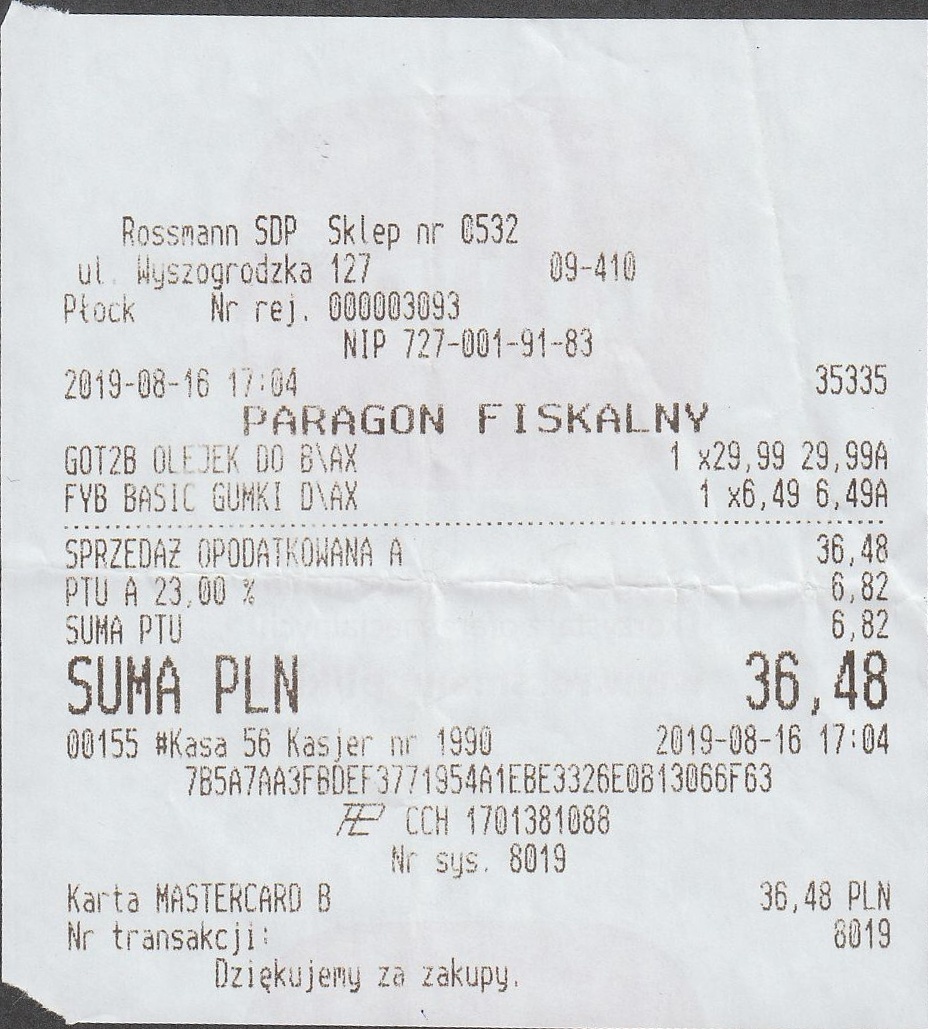 Rossmann SDP Sklep nr 0532
ul. Wyszogrodzka 127 09-410
Płock Nr rej. 000003093
NIP 727-001-91-83
2019-08-16 17:04 35335
PARAGON FISKALNY
GOT2B OLEJEK DO B\AX 1 x29,99 29,99A
FYB BASIC GUMKI D\AX 1 x6,49 6,49A
SPRZEDAŻ OPODATKOWANA A 36,48
PTU A 23,00 % 6,82
SUMA PTU 6,82
SUMA PLN 36,48
00155 #Kasa 56 Kasjer nr 1990 2019-08-16 17:04
7B5A7AA3FBDEF3771954A1EBE3326E0B13066F63
CCH 1701381088
Nr sys. 8019
Karta MASTERCARD B 36,48 PLN
Nr transakcji: 8019
Dziękujemy za zakupy.